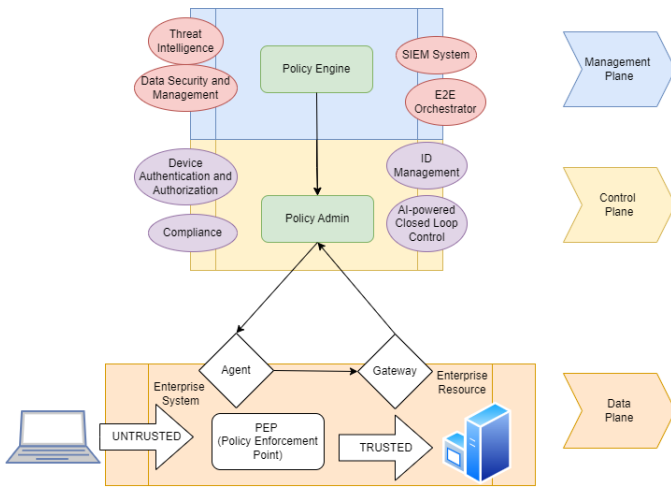 Threat
Intelligence
Data Security and
Management
Policy Engine
SIEM System
E2E
Orchestrator
Management
Plane
Device
Authentication and
Authorization
Compliance
Policy Admin
ID
Management
AI-powered
Closed Loop
Control
Control
Plane
Agent
Gateway
Enterprise
System
Enterprise
Resource
UNTRUSTED
PEP
(Policy Enforcement
Point)
TRUSTED
Data
Plane